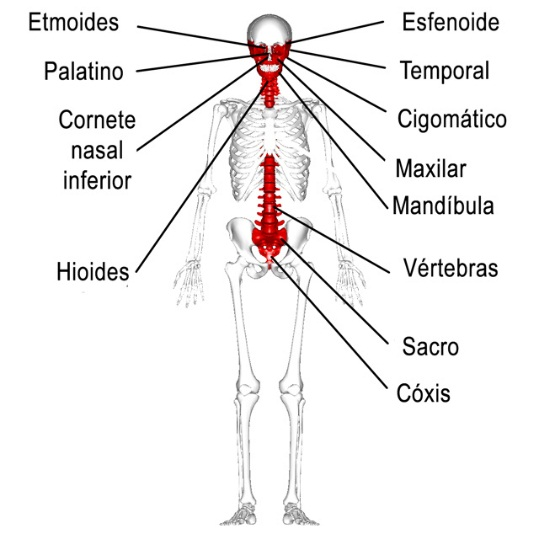 Etmoides
Palatino
Cornete
nasal
inferior
Hioides
Esfenoide
Temporal
Cigomático
Maxilar
Mandíbula
Vértebras
Sacro
Cóxis